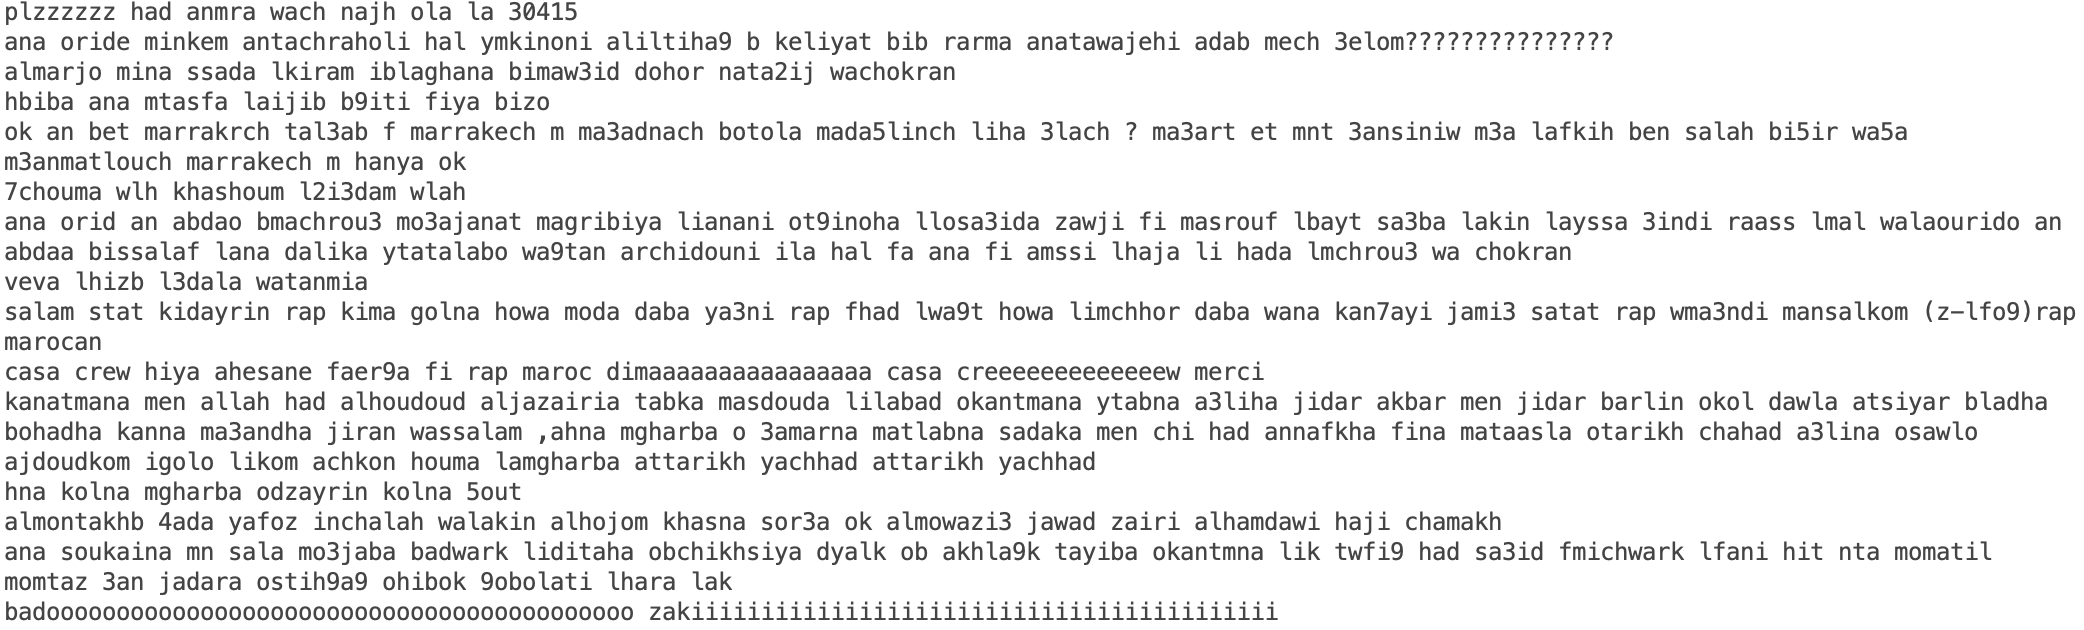 plzzzzzz had anmra wach najh ola la 30415
ana oride minkem antachraholi hal ymkinoni aliltiha9 b keliyat bib rarma anatawajehi adab mech 3elom???????????????
almarjo mina ssada lkiram iblaghana bimaw3id dohor nata2ij wachokran
hbiba ana mtasfa laijib b9iti fiya bizo
ok an bet marrakrch tal3ab f marrakech m ma3adnach botola mada5linch liha 3lach ? ma3art et mnt 3ansiniw m3a lafkih ben salah bi5ir wa5a
m3anmatlouch marrakech m hanya ok
7chouma wlh khashoum l2i3dam wlah
ana orid an abdao bmachrou3 mo3ajanat magribiya lianani ot9inoha llosa3ida zawji fi masrouf lbayt sa3ba lakin layssa 3indi raass lmal walaourido an
abdaa bissalaf lana dalika ytatalabo wa9tan archidouni ila hal fa ana fi amssi lhaja li hada lmchrou3 wa chokran
veva lhizb l3dala watanmia
salam stat kidayrin rap kima golna howa moda daba ya3ni rap fhad lwa9t howa limchhor daba wana kan7ayi jami3 satat rap wma3ndi mansalkom (z-lfo9)rap
marocan
casa crew hiya ahesane faer9a fi rap maroc dimaaaaaaaaaaaaaaaa casa creeeeeeeeeeeeeew merci
kanatmana men allah had alhoudoud aljazairia tabka masdouda lilabad okantmana ytabna a3liha jidar akbar men jidar barlin okol dawla atsiyar bladha
bohadha kanna ma3andha jiran wassalam ,ahna mgharba o 3amarna matlabna sadaka men chi had annafkha fina mataasla otarikh chahad a3lina osawlo
ajdoudkom igolo likom achkon houma lamgharba attarikh yachhad attarikh yachhad
hna kolna mgharba odzayrin kolna 5out
almontakhb 4ada yafoz inchalah walakin alhojom khasna sor3a ok almowazi3 jawad zairi alhamdawi haji chamakh
ana soukaina mn sala mo3jaba badwark liditaha obchikhsiya dyalk ob akhla9k tayiba okantmna lik twfi9 had sa3id fmichwark lfani hit nta momatil
momtaz 3an jadara ostih9a9 ohibok 9obolati lhara lak
badoooooooooooooooooooooooooooooooooooooooooo zakiiiiiiiiiiiiiiiiiiiiiiiiiiiiiiiiiiiiiiiiii